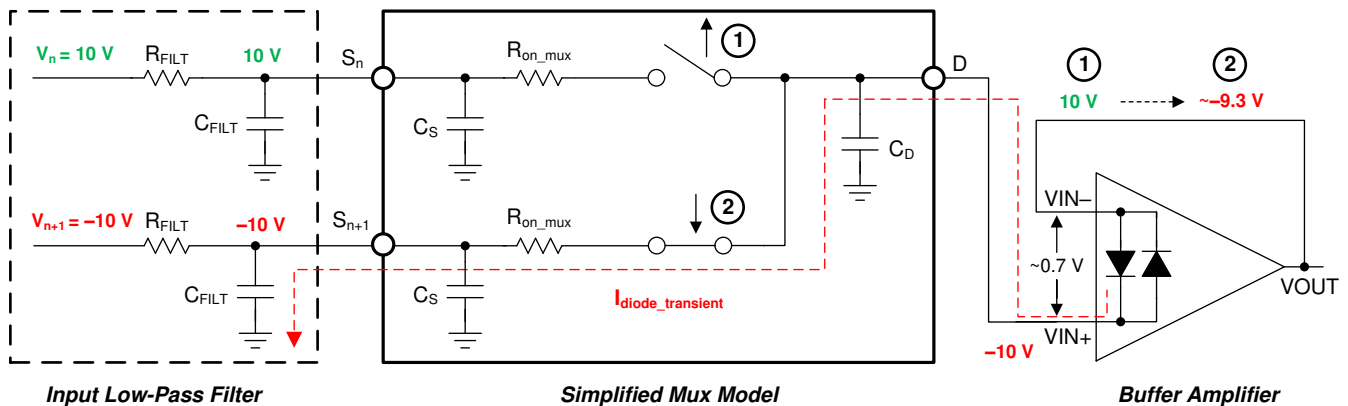 Vn = 10 V
RFILT
10 V
Sn
Ron_mux
1
D
1
2
10 V
~–9.3 V
CFILT
CS
CD
Vn+1 = –10 V
RFILT
–10 V
Sn+1
Ron_mux
2
VIN–
~0.7 V
CFILT
CS
Idiode_transient
VOUT
VIN+
–10 V
Input Low-Pass Filter
Simplified Mux Model
Buffer Amplifier